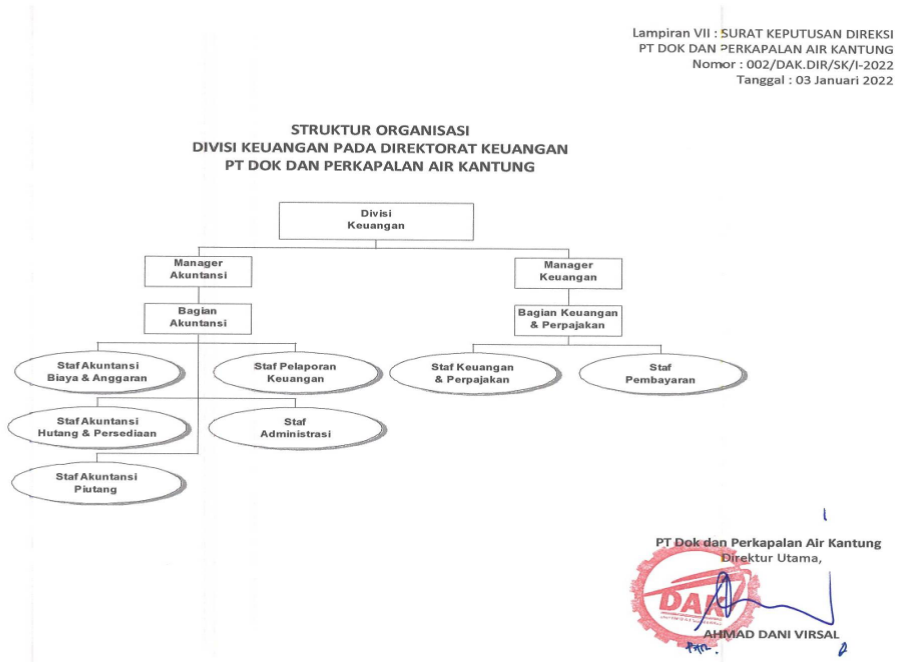 Lampiran VII : SURAT KEPUTUSAN DIREKSI
PT DOK DAN PERKAPALAN AIR KANTUNG
Nomor : 002/DAK.DIR/SK/I-2022
Tanggal : 03 Januari 2022
STRUKTUR ORGANISASI
DIVISI KEUANGAN PADA DIREKTORAT KEUANGAN
PT DOK DAN PERKAPALAN AIR KANTUNG
Divisi
Keuangan
Manager
Akuntansi
Manager
Keuangan
Bagian
Akuntansi
Bagian Keuangan
& Perpajakan
Staf Akuntansi
Biaya & Anggaran
Staf Pelaporan
Keuangan
Staf Keuangan
& Perpajakan
Staf
Pembayaran
Staf Akuntansi
Hutang & Persediaan
Staf
Administrasi
Staf Akuntansi
Piutang
PT Dok dan Perkapalan Air Kantung
Direktur Utama,
DAK
AHMAD DANI VIRSAL